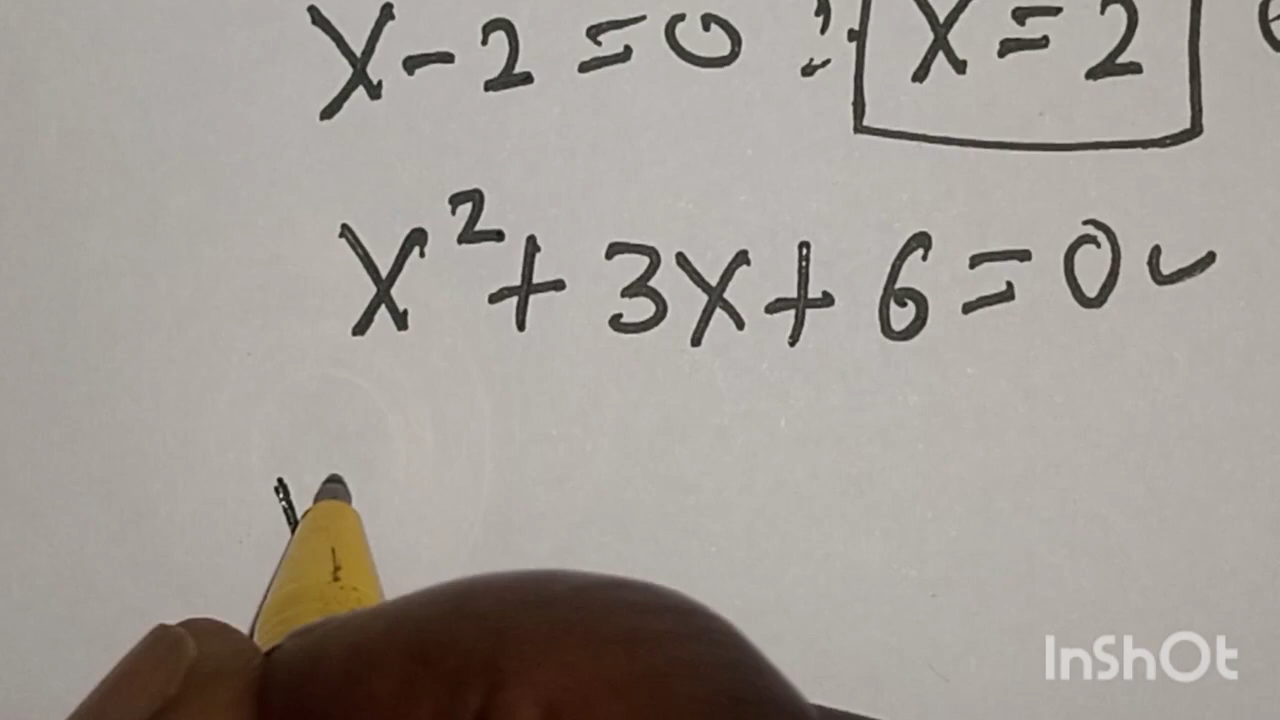 X - 2 = 0 ∴ X = 2
X² + 3X + 6 = 0
InShOt